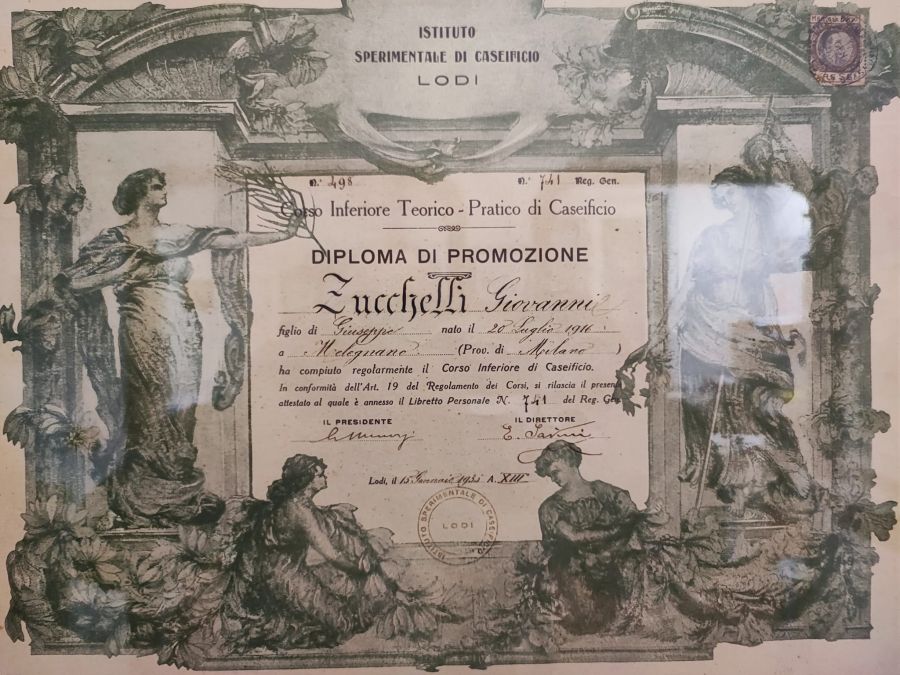 ISTITUTO
SPERIMENTALE DI CASEIFICIO
LODI
N.° 498 N.° 741 Reg. Gen.
Corso Inferiore Teorico - Pratico di Caseificio
DIPLOMA DI PROMOZIONE
Zucchelli Giovanni
figlio di Giuseppe nato il 20 Luglio 1916
a Melegnano (Prov. di Milano)
ha compiuto regolarmente il Corso Inferiore di Caseificio.
In conformità dell'Art. 19 del Regolamento dei Corsi, si rilascia il presente
attestato al quale è annesso il Libretto Personale N. 741 del Reg. Gen.
IL PRESIDENTE IL DIRETTORE
E. Savini
Lodi, il 15 Gennaio 1935 A. XIII
ISTITUTO SPERIMENTALE DI CASEIFICIO
LODI